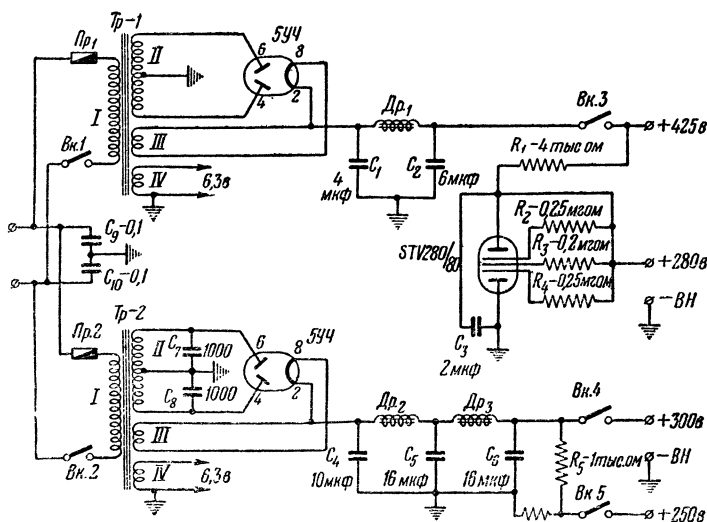 Тр-1
Пр1
I
II
III
IV
Вк.1
5УЧ
6
8
4
2
6,3в
Др1
C1
4 мкф
C2
6мкф
Вк.3
+425в
R1-4тыс ом
R2-0,25мгом
R3-0,2мгом
R4-0,25мгом
STV280/80
+280в
-ВН
C3
2мкф
C9-0,1
C10-0,1
Тр-2
Пр.2
I
II
III
IV
Вк.2
C7
1000
C8
1000
5УЧ
6
8
4
2
6,3в
Др2
Др3
C4
10мкф
C5
16 мкф
C6
16 мкф
Вк.4
+300в
R5-1тыс.ом
-ВН
Вк 5
+250в